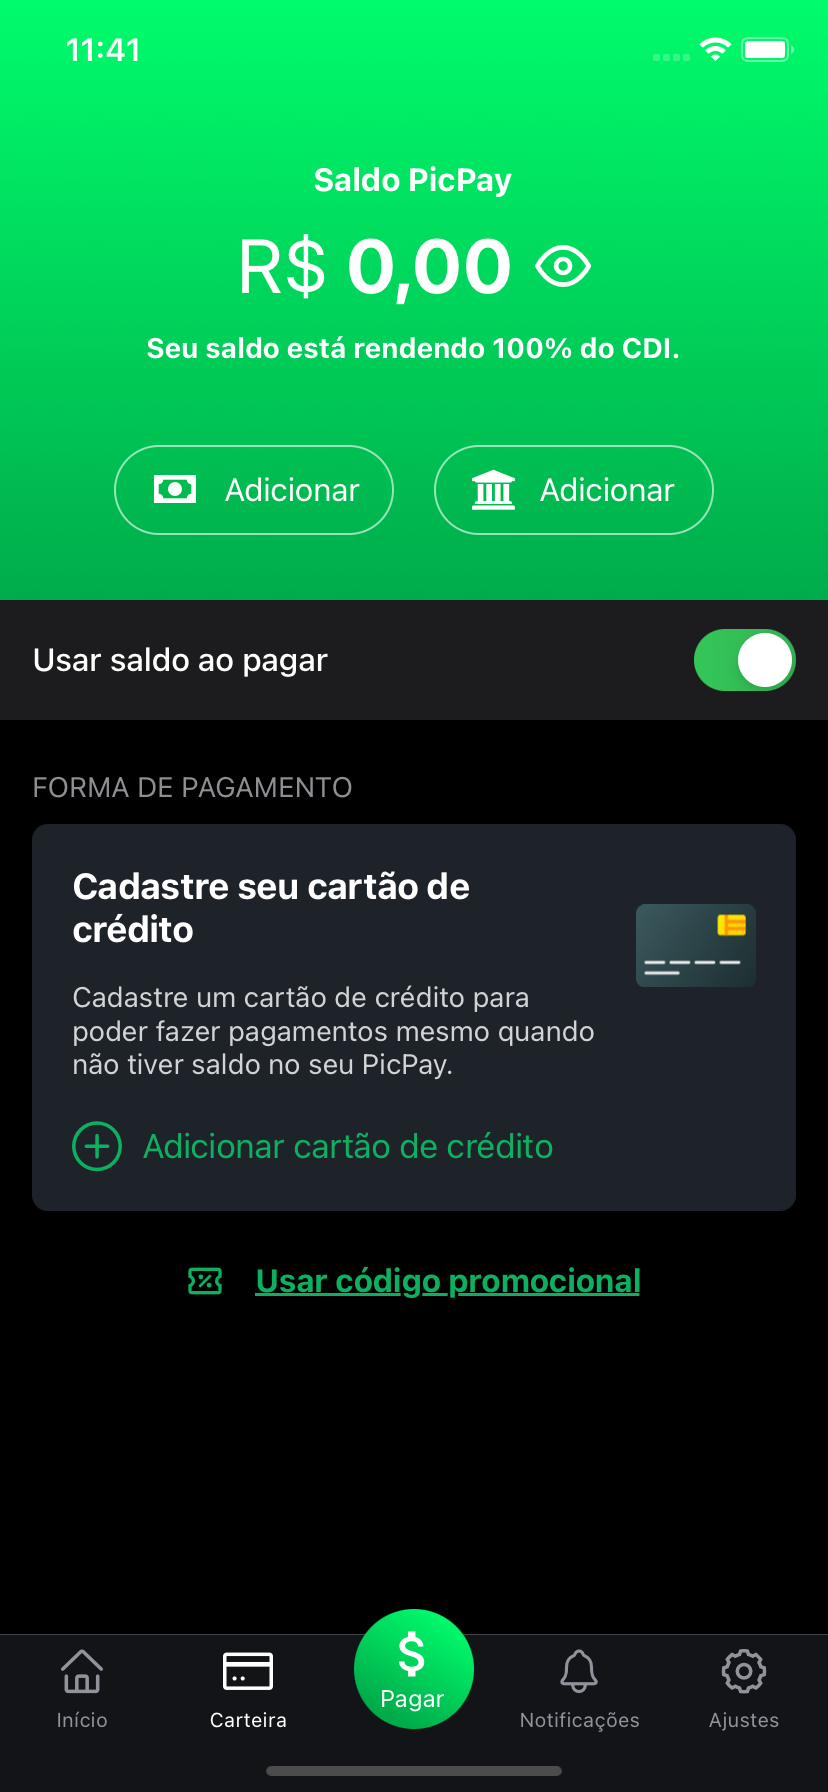 11:41
Saldo PicPay
R$ 0,00
Seu saldo está rendendo 100% do CDI.
Adicionar
Adicionar
Usar saldo ao pagar
FORMA DE PAGAMENTO
Cadastre seu cartão de
crédito
Cadastre um cartão de crédito para
poder fazer pagamentos mesmo quando
não tiver saldo no seu PicPay.
Adicionar cartão de crédito
Usar código promocional
$
Início
Carteira
Pagar
Notificações
Ajustes